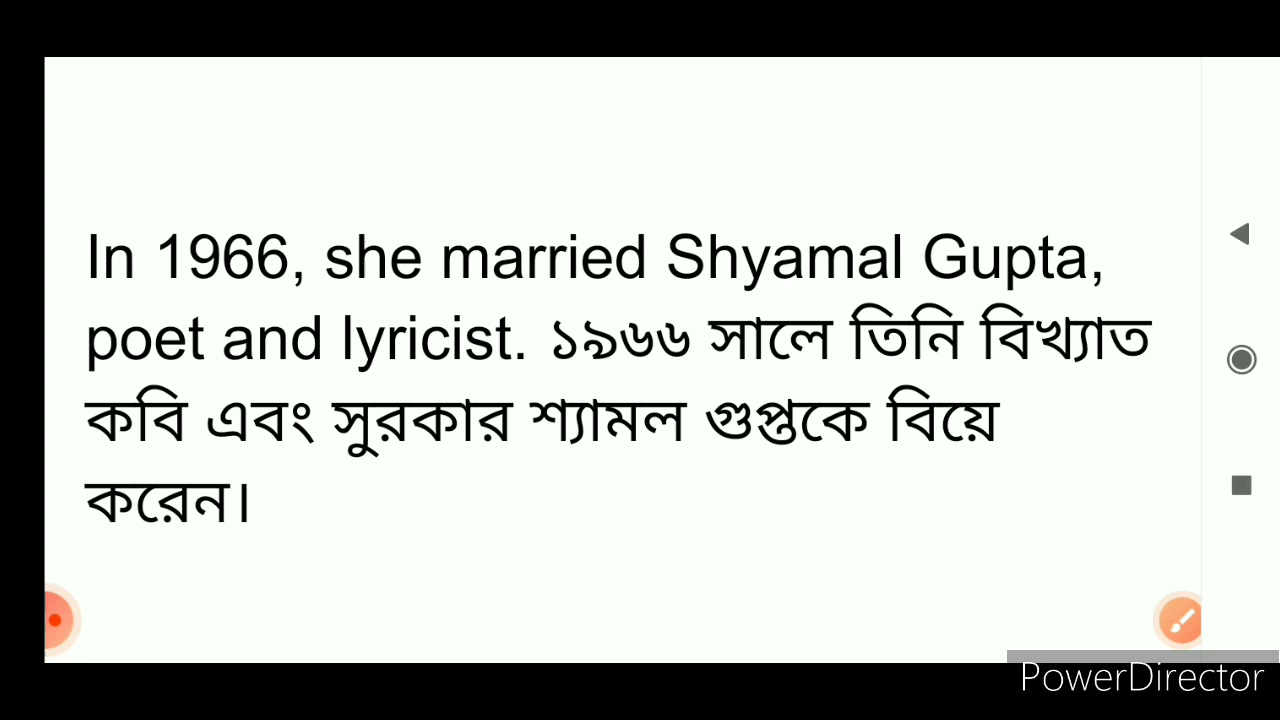 In 1966, she married Shyamal Gupta,
poet and lyricist. ১৯৬৬ সালে তিনি বিখ্যাত
কবি এবং সুরকার শ্যামল গুপ্তকে বিয়ে
করেন।
PowerDirector